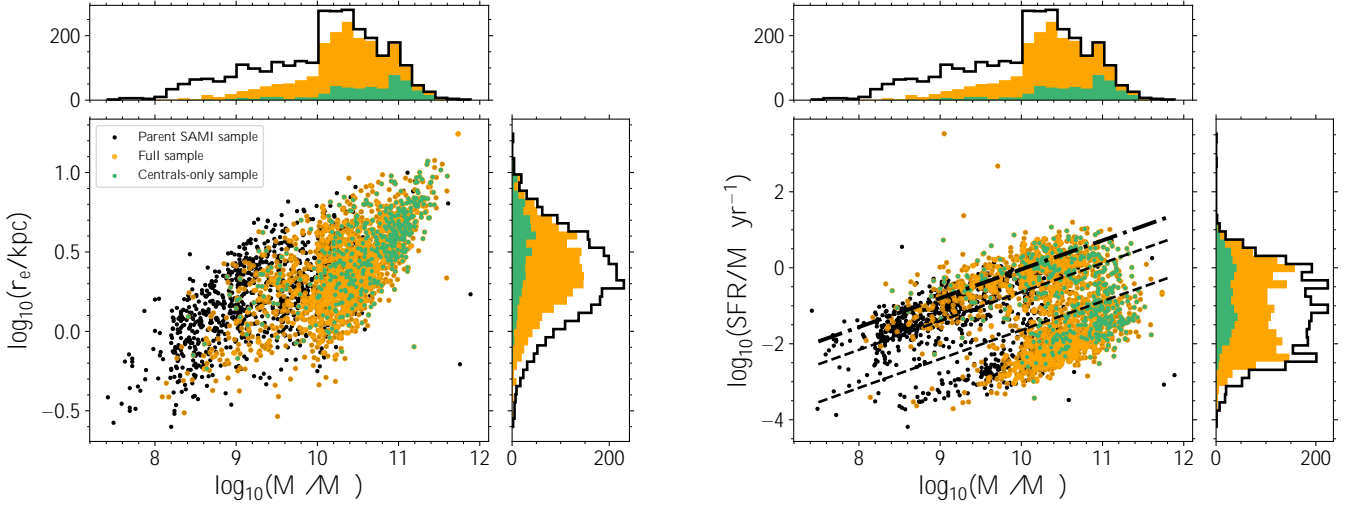 200
0
Parent SAMI sample
Full sample
Centrals-only sample
1.0
0.5
0.0
−0.5
log10(re/kpc)
8 9 10 11 12
log10(M /M )
0 200
200
0
2
0
−2
−4
log10(SFR/M yr−1)
8 9 10 11 12
log10(M /M )
0 100 200